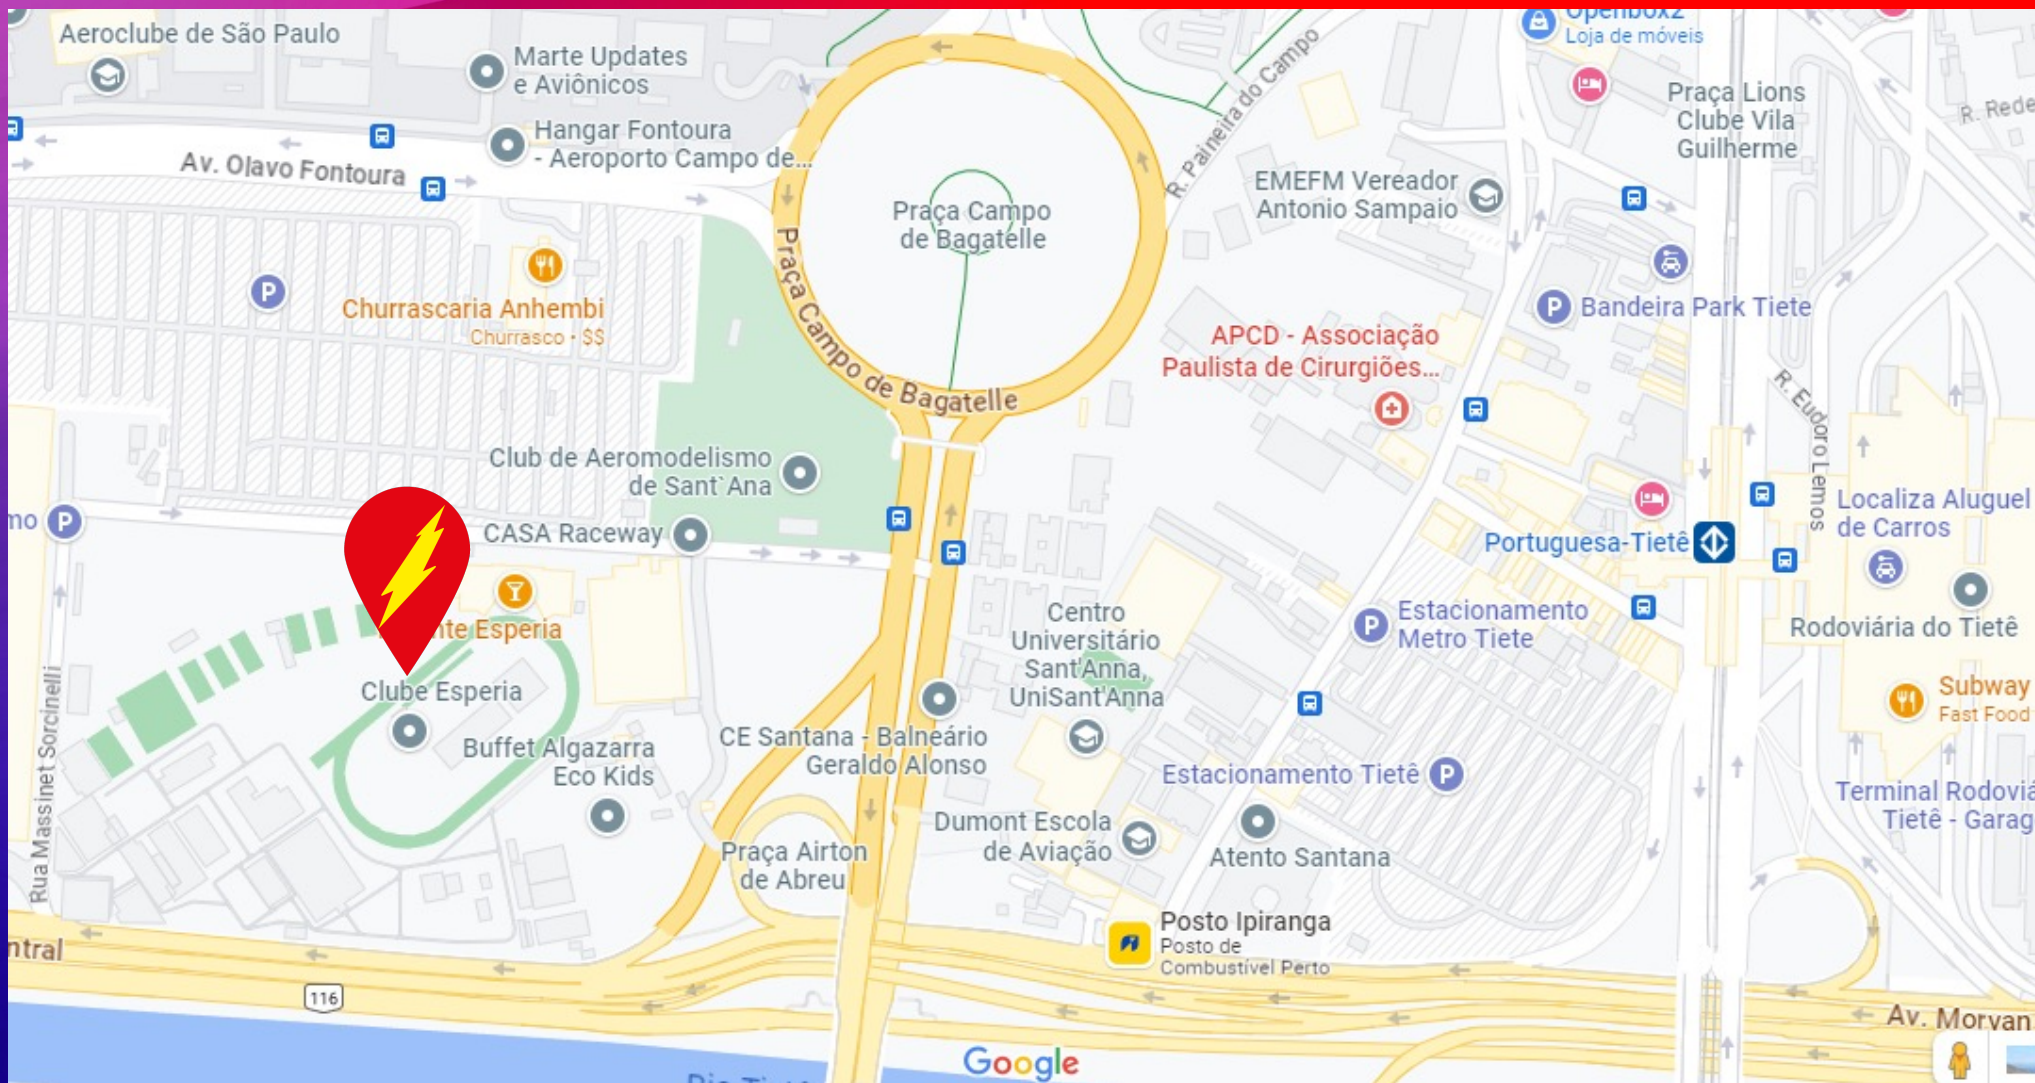 Aeroclube de São Paulo
Marte Updates
e Aviônicos
Hangar Fontoura
- Aeroporto Campo de...
Av. Olavo Fontoura
Churrascaria Anhembi
Churrasco · $$
P
Praça Campo
de Bagatelle
Praça Campo de Bagatelle
R. Paineira do Campo
Openbox2
Loja de móveis
Praça Lions
Clube Vila
Guilherme
R. Rede
EMEFM Vereador
Antonio Sampaio
P
Bandeira Park Tiete
APCD - Associação
Paulista de Cirurgiões...
R. Eudoro Lemos
Club de Aeromodelismo
de Sant`Ana
CASA Raceway
mo
P
Localiza Aluguel
de Carros
Portuguesa-Tietê
Rodoviária do Tietê
Centro
Universitário
Sant'Anna,
UniSant'Anna
P
Estacionamento
Metro Tiete
nte Esperia
Clube Esperia
Buffet Algazarra
Eco Kids
Rua Massinet Sorcinelli
CE Santana - Balneário
Geraldo Alonso
Estacionamento Tietê
P
Subway
Fast Food
Terminal Rodoviá
Tietê - Garag
Dumont Escola
de Aviação
Atento Santana
Praça Airton
de Abreu
Posto Ipiranga
Posto de
Combustível Perto
ntral
116
Av. Morvan
Google